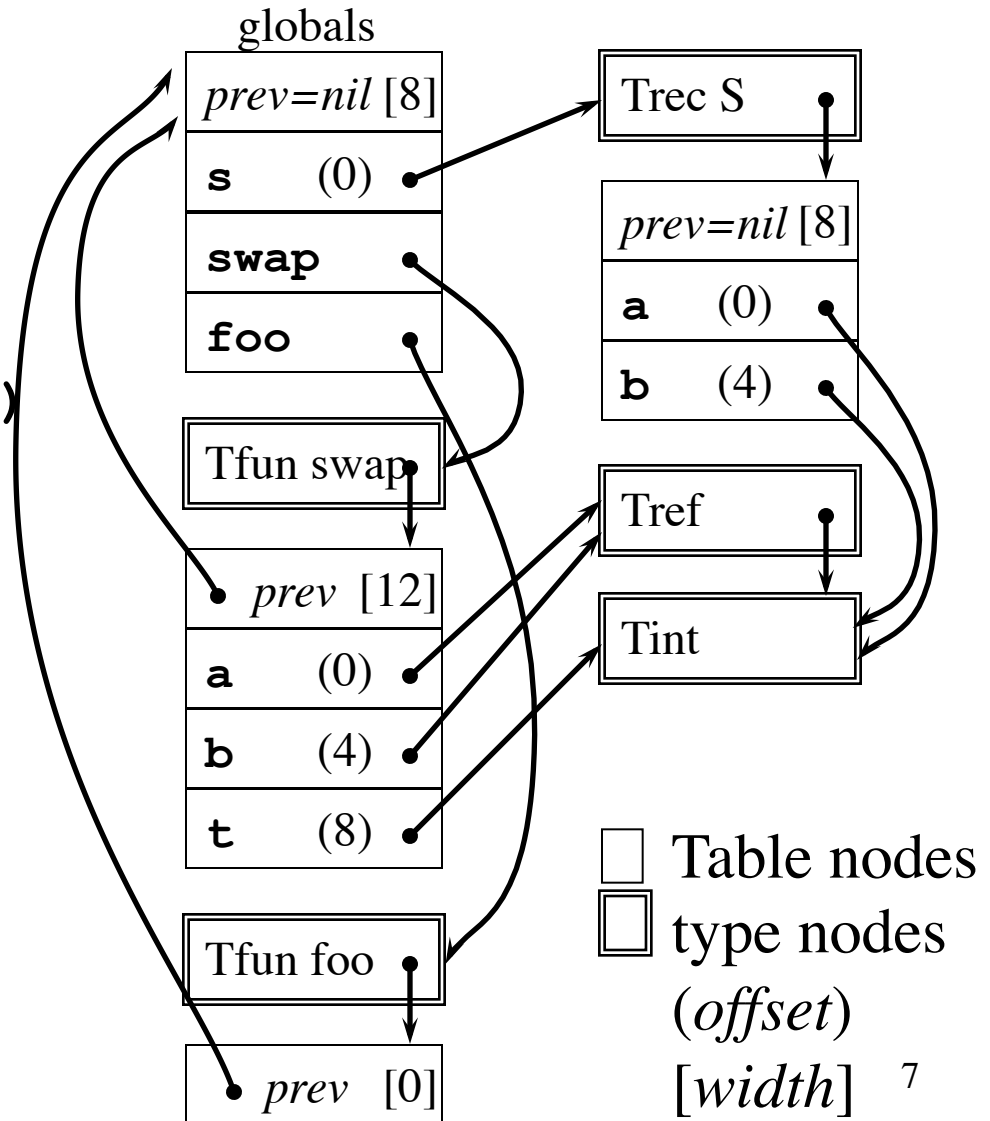 globals
prev=nil [8]
s (0)
swap
foo
)
Tfun swap
prev [12]
a (0)
b (4)
t (8)
Tfun foo
prev [0]
Trec S
prev=nil [8]
a (0)
b (4)
Tref
Tint
Table nodes
type nodes
(offset)
[width]
7